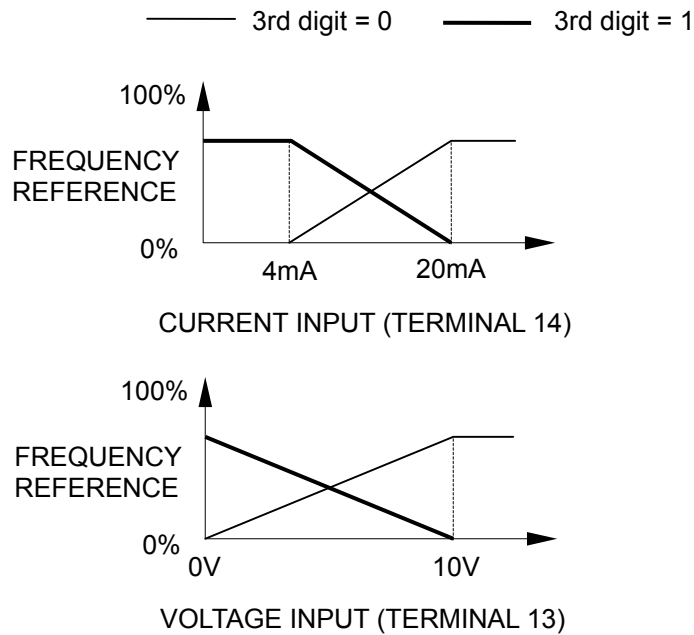 3rd digit = 0 3rd digit = 1
100%
FREQUENCY
REFERENCE
0%
4mA 20mA
CURRENT INPUT (TERMINAL 14)
100%
FREQUENCY
REFERENCE
0%
0V 10V
VOLTAGE INPUT (TERMINAL 13)